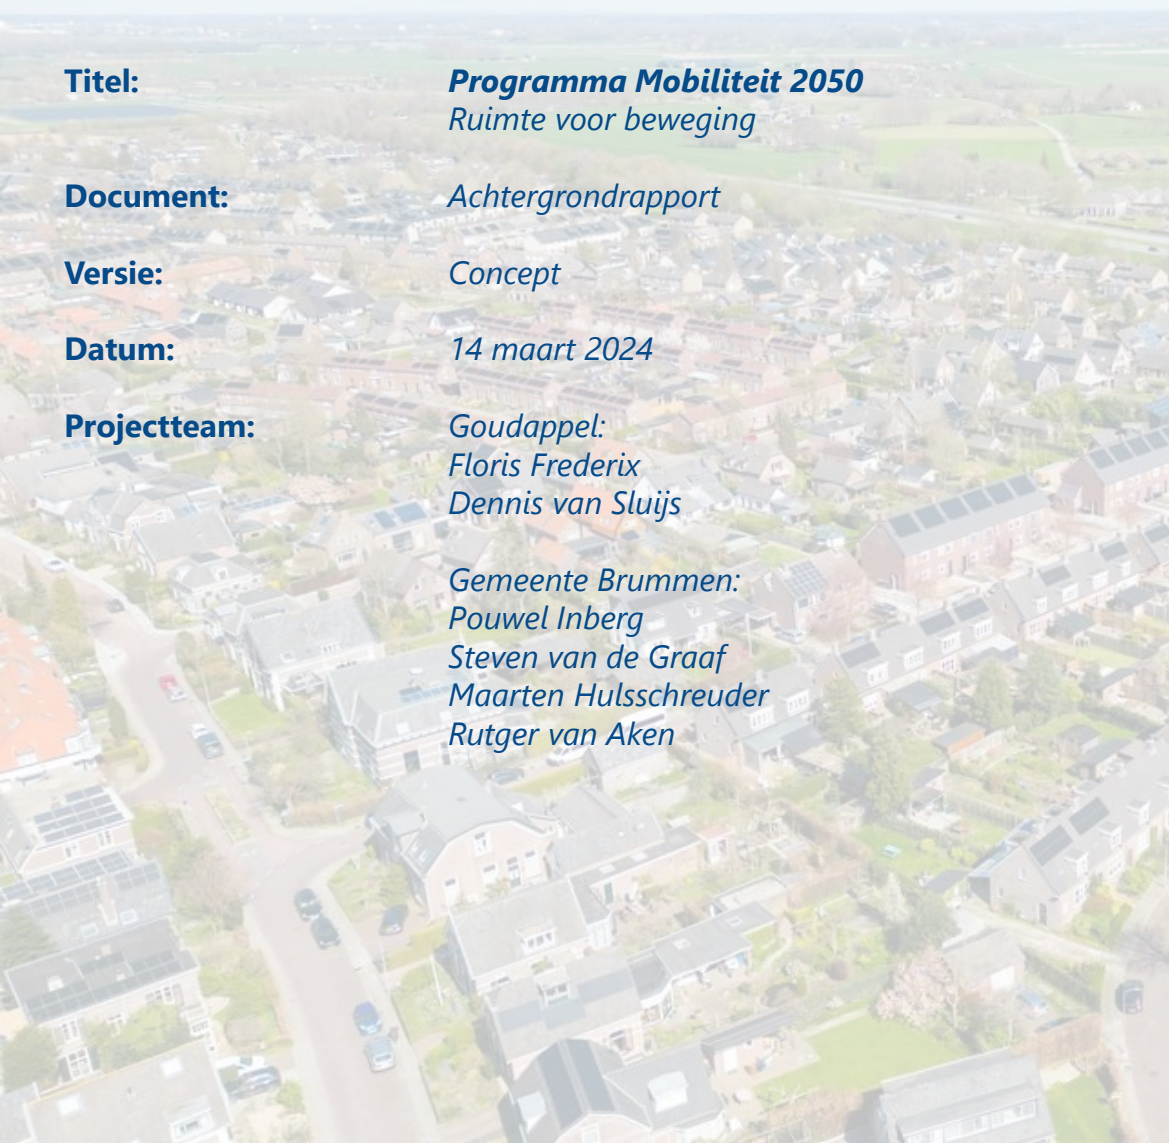 Titel: Programma Mobiliteit 2050
Ruimte voor beweging
Document: Achtergrondrapport
Versie: Concept
Datum: 14 maart 2024
Projectteam: Goudappel:
Floris Frederix
Dennis van Sluijs
Gemeente Brummen:
Pouwel Inberg
Steven van de Graaf
Maarten Hulsschreuder
Rutger van Aken